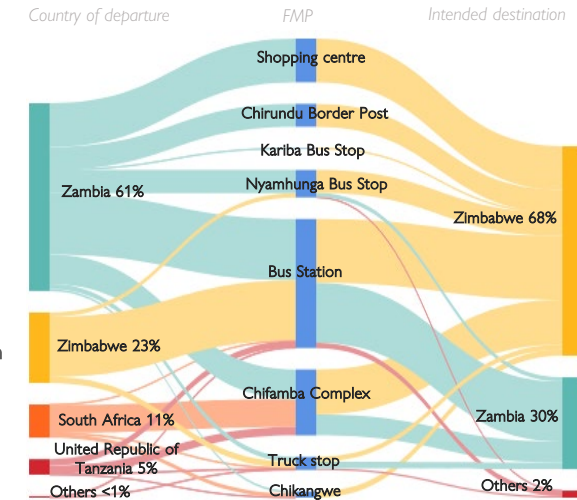 Country of departure
FMP
Intended destination
Shopping centre
Chirundu Border Post
Kariba Bus Stop
Nyamhunga Bus Stop
Zambia 61%
Zimbabwe 68%
Bus Station
Zimbabwe 23%
Chifamba Complex
South Africa 11%
Zambia 30%
United Republic of
Tanzania 5%
Truck stop
Others <1%
Chikangwe
Others 2%